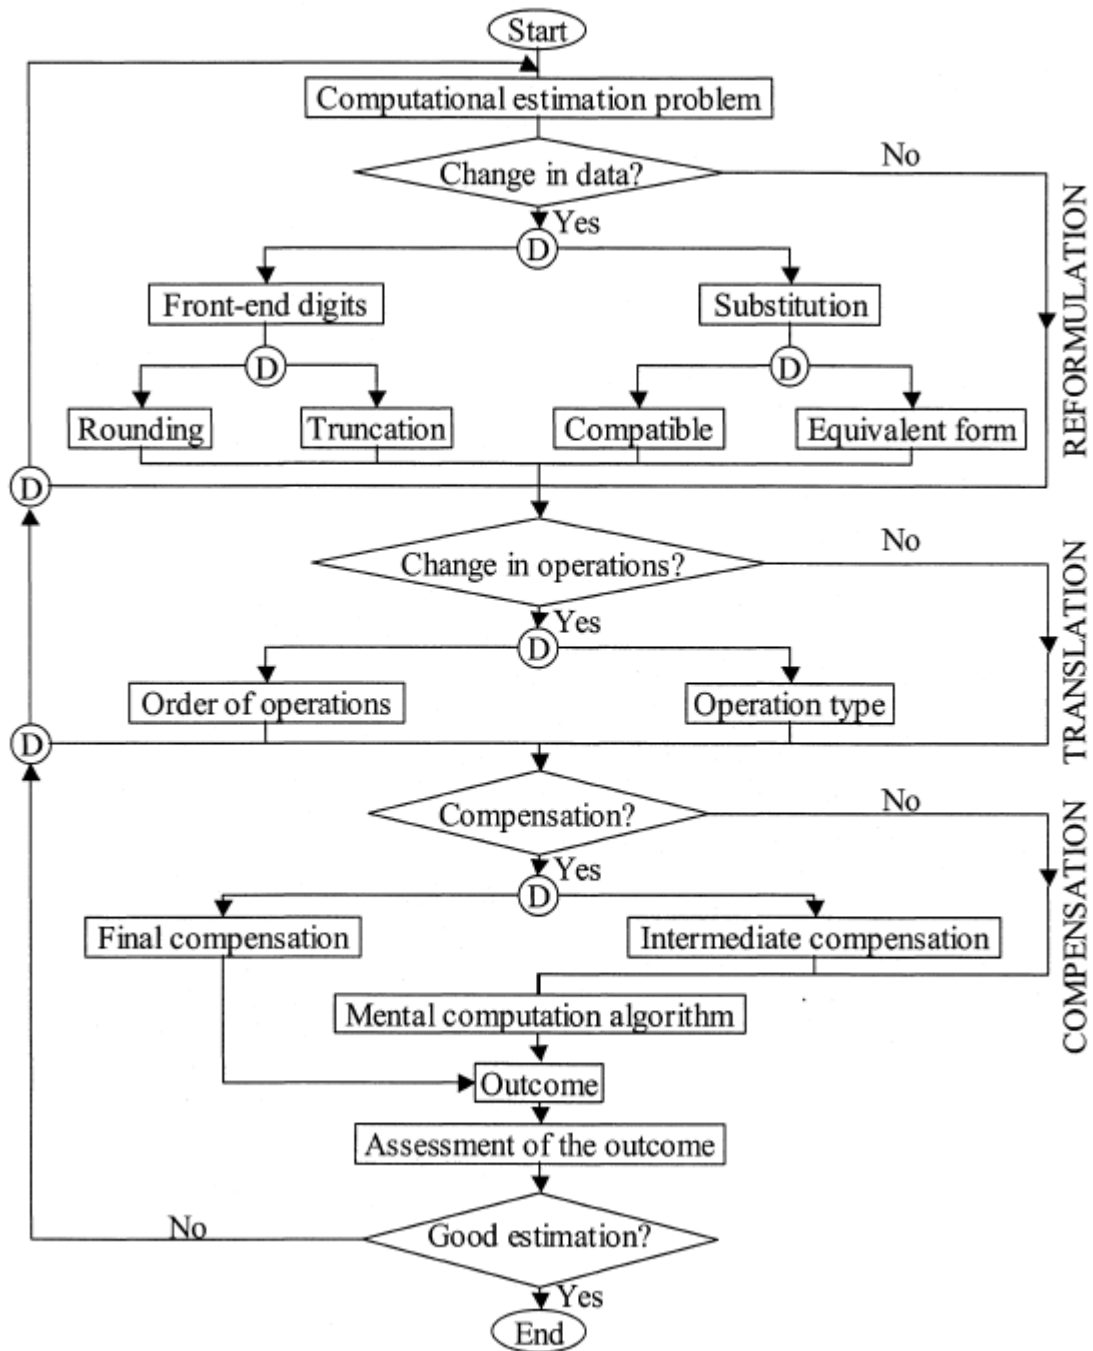 Start
Computational estimation problem
Change in data?
No
Yes
D
Front-end digits
Substitution
D
D
Rounding
Truncation
Compatible
Equivalent form
REFORMULATION
D
Change in operations?
No
Yes
D
Order of operations
Operation type
TRANSLATION
D
Compensation?
No
Yes
D
Final compensation
Intermediate compensation
COMPENSATION
Mental computation algorithm
Outcome
Assessment of the outcome
Good estimation?
No
Yes
End